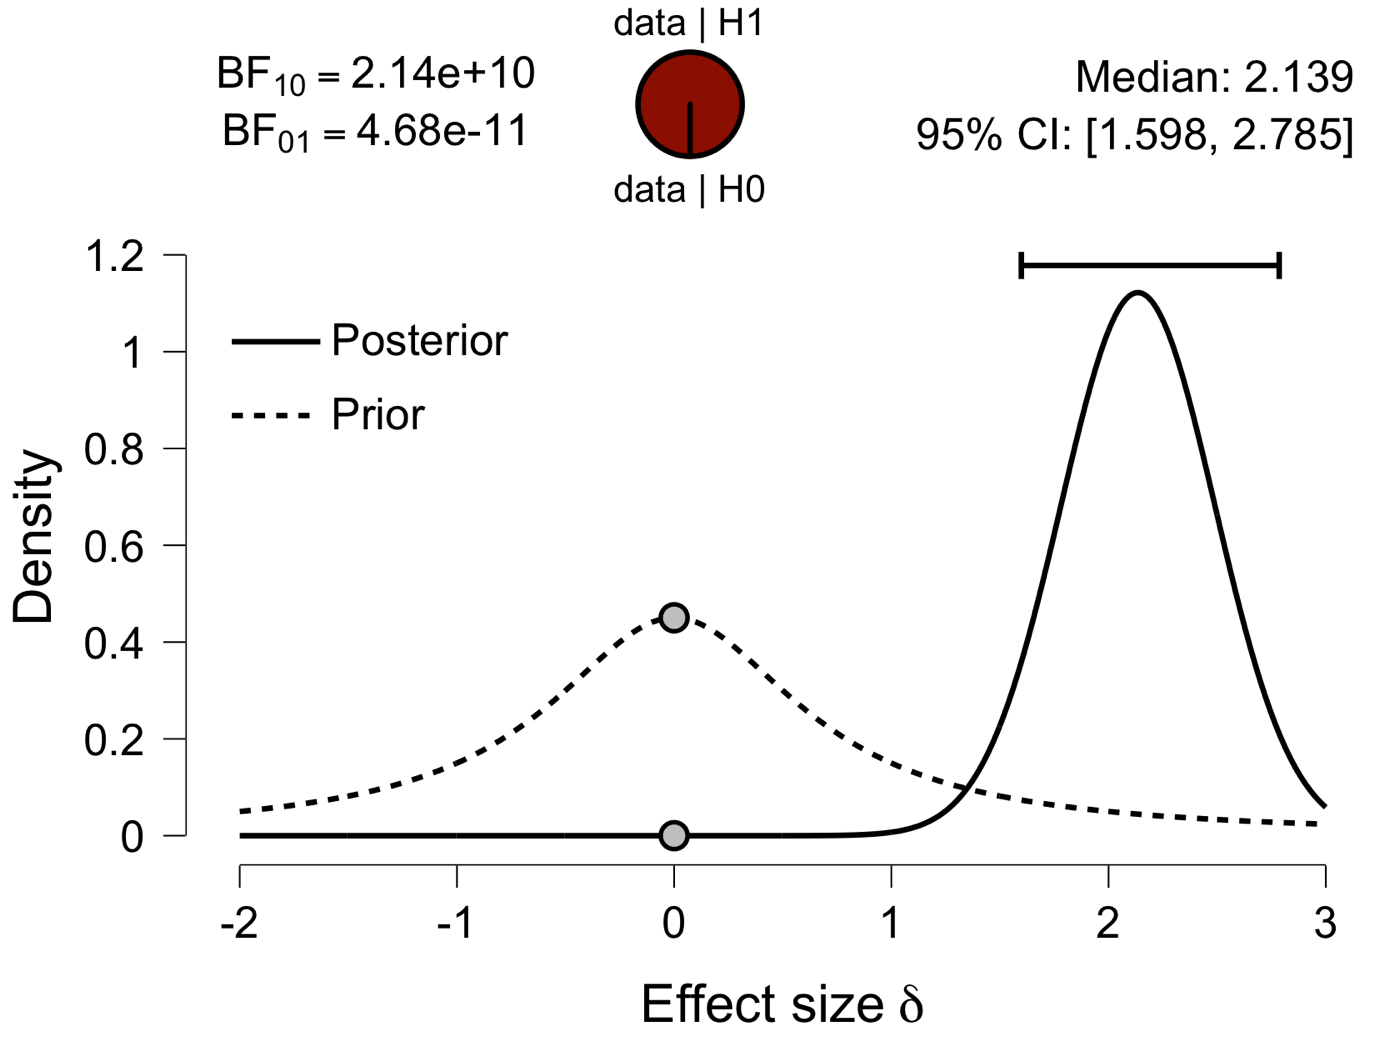 data | H1
BF10 = 2.14e+10
BF01 = 4.68e-11
Median: 2.139
95% CI: [1.598, 2.785]
data | H0
Posterior
Prior
1.2
1
0.8
0.6
0.4
0.2
0
Density
-2 -1 0 1 2 3
Effect size δ